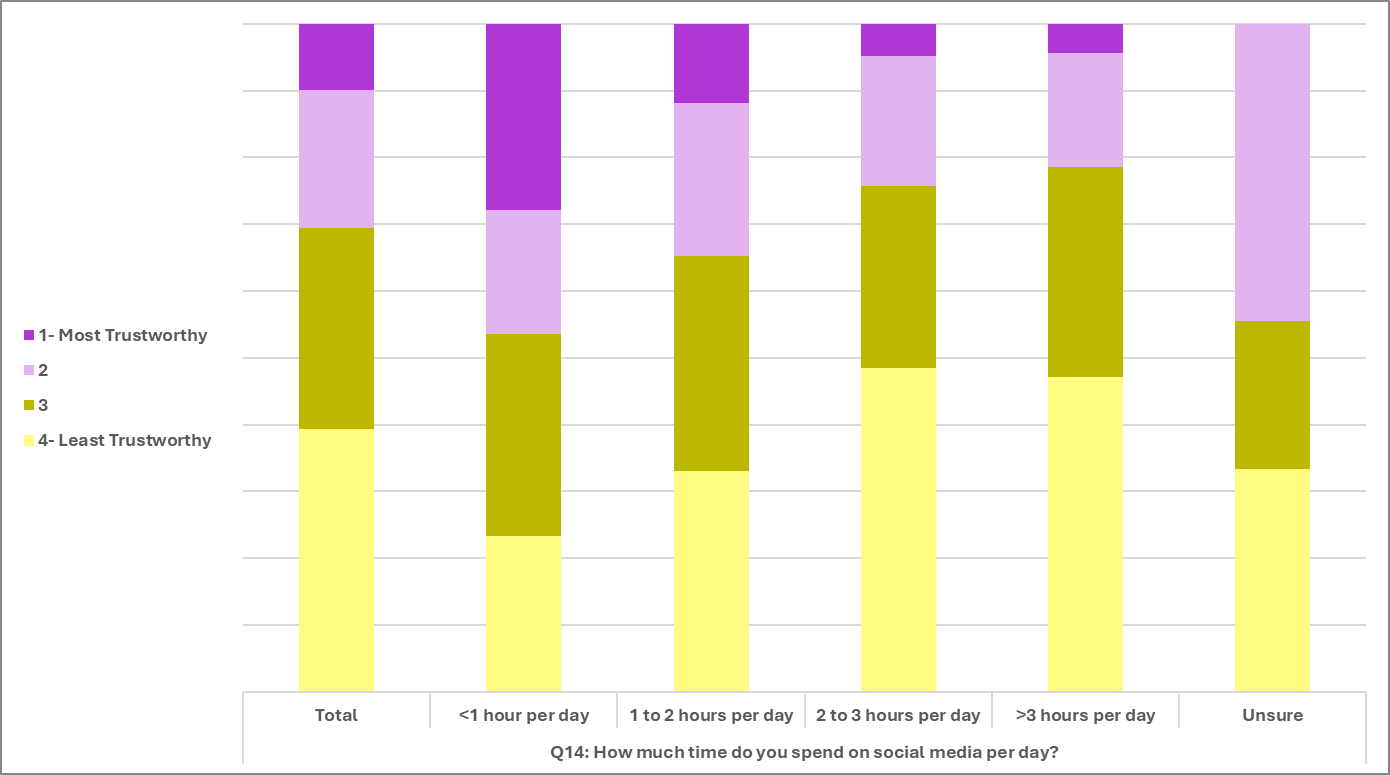 1- Most Trustworthy
2
3
4- Least Trustworthy
Total
<1 hour per day
1 to 2 hours per day
2 to 3 hours per day
>3 hours per day
Unsure
Q14: How much time do you spend on social media per day?